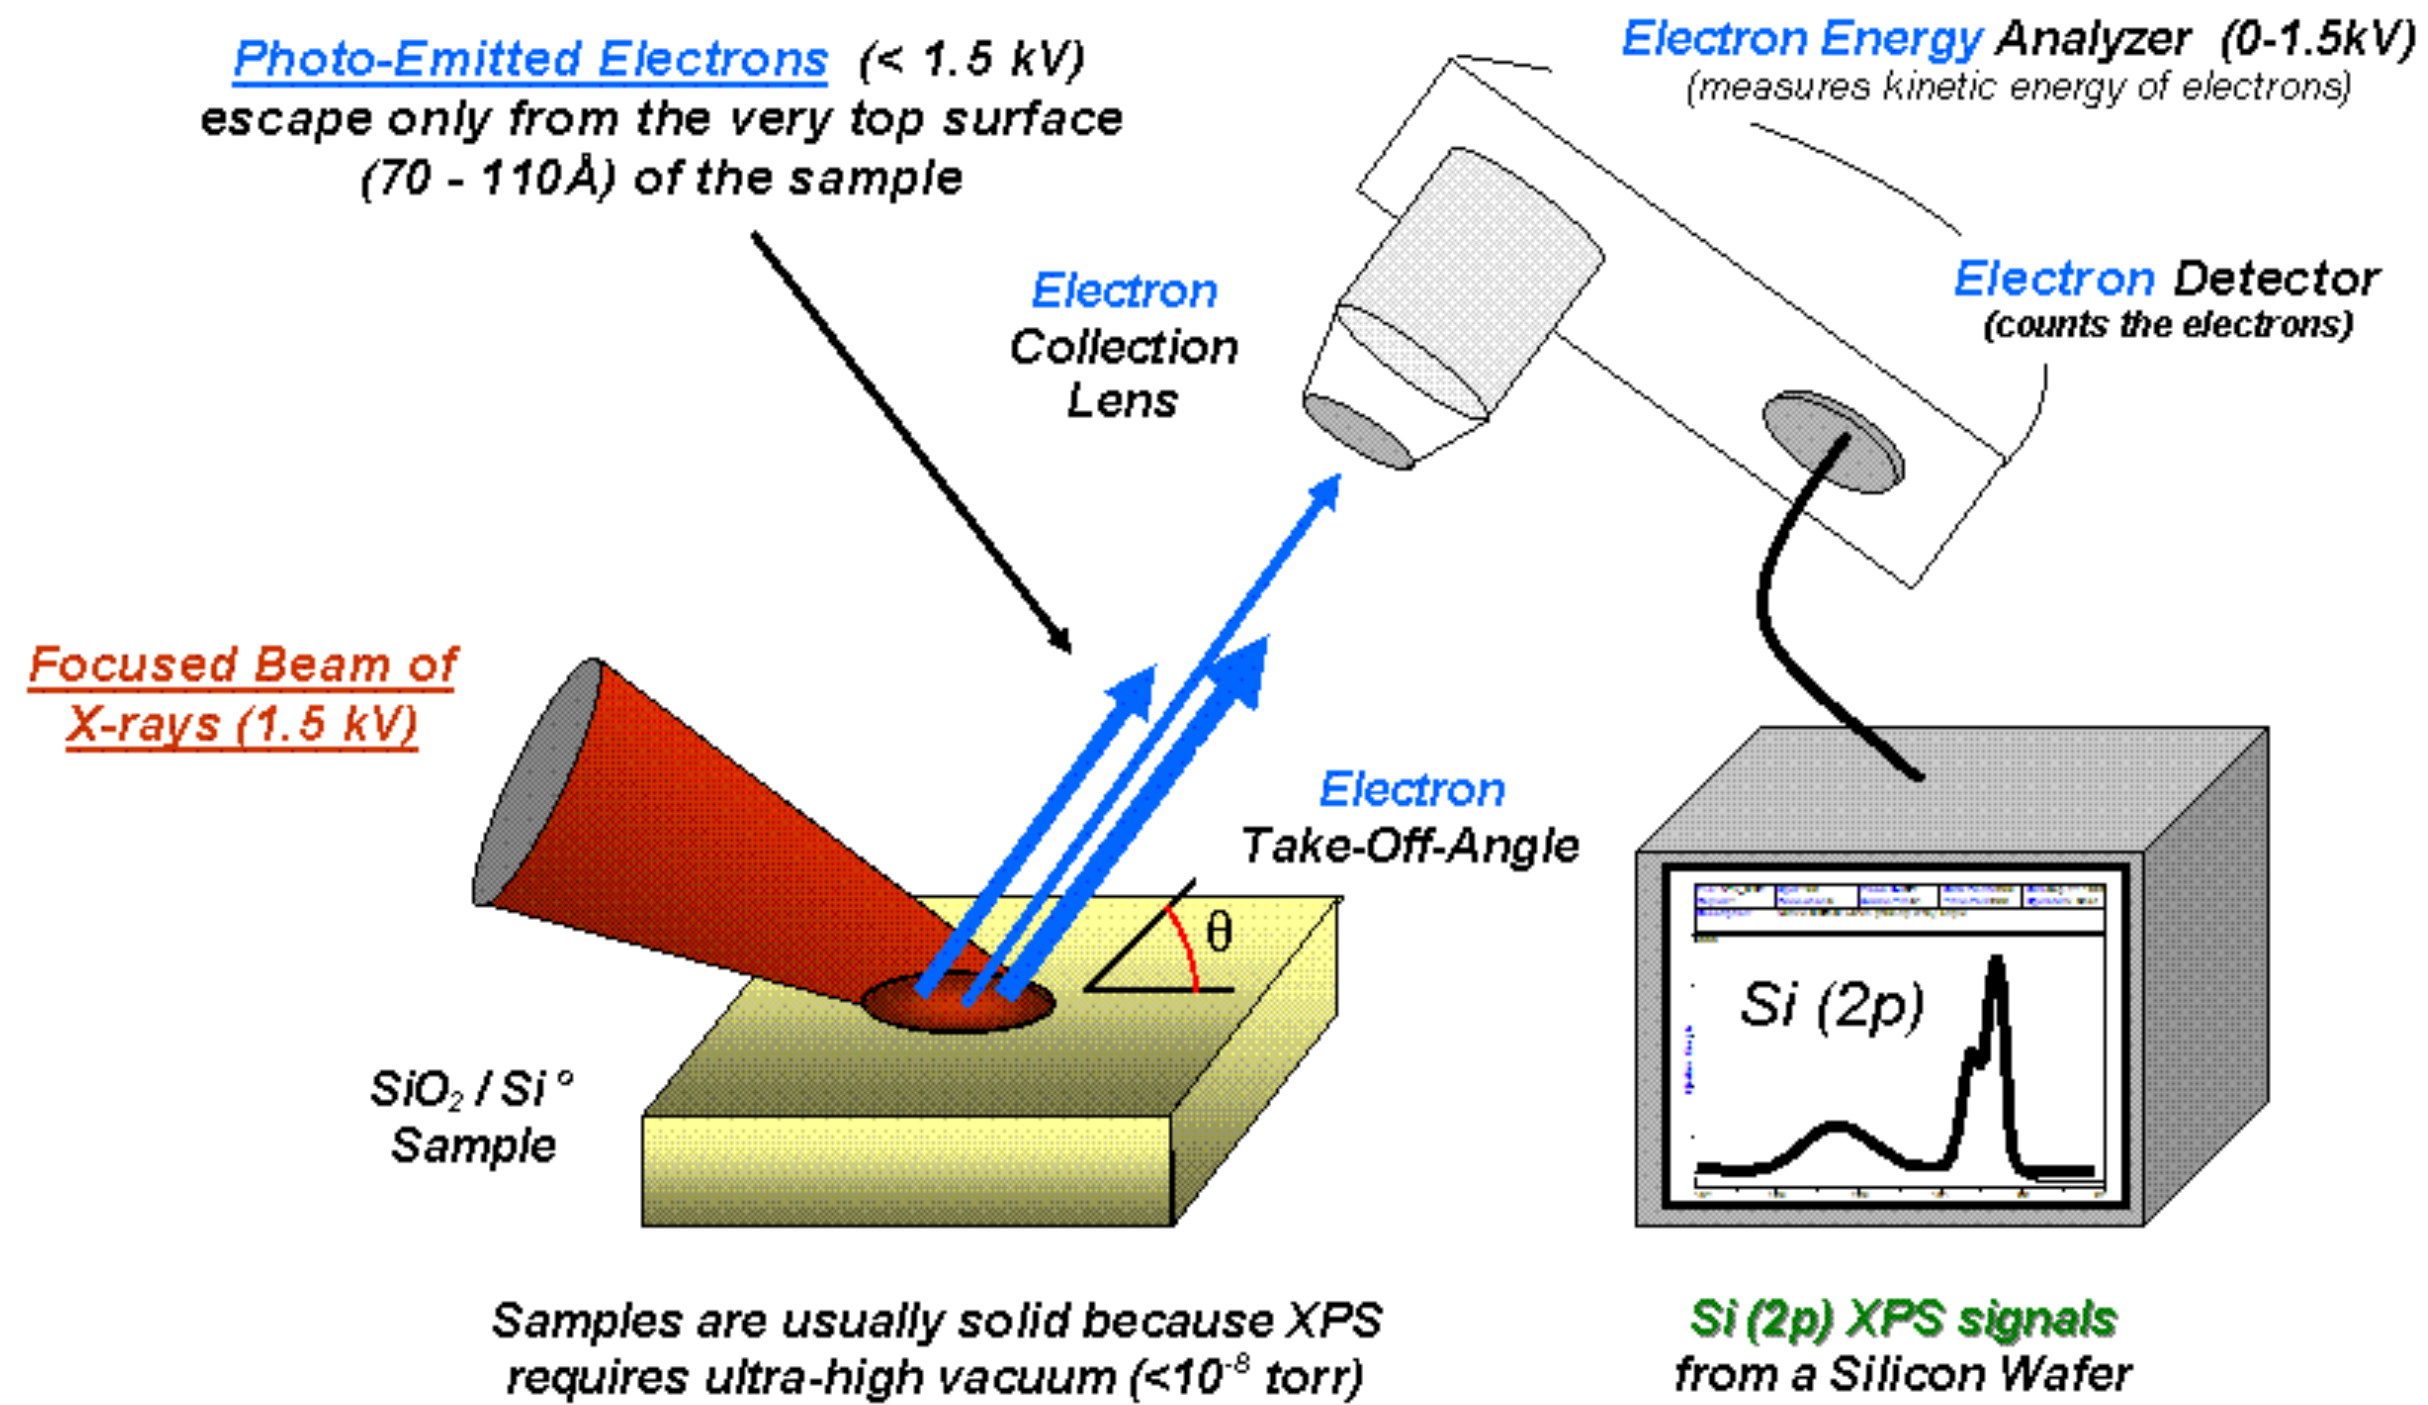 Photo-Emitted Electrons (< 1.5 kV)
escape only from the very top surface
(70 - 110Å) of the sample
Electron Energy Analyzer (0-1.5kV)
(measures kinetic energy of electrons)
Electron
Collection
Lens
Electron Detector
(counts the electrons)
Focused Beam of
X-rays (1.5 kV)
Electron
Take-Off-Angle
θ
Si (2p)
SiO₂ / Si °
Sample
Samples are usually solid because XPS
requires ultra-high vacuum (<10⁻⁸ torr)
Si (2p) XPS signals
from a Silicon Wafer